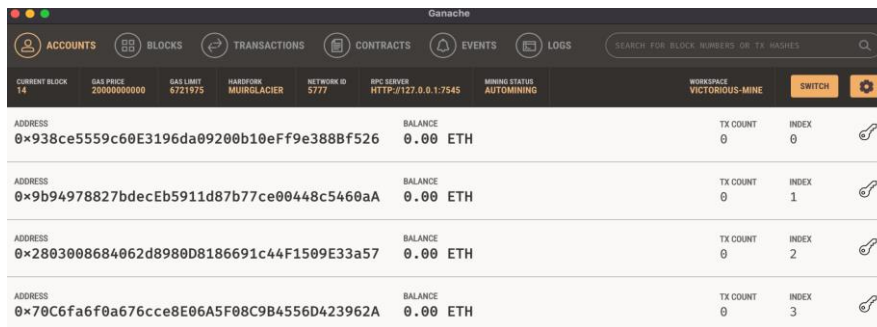 Ganache
ACCOUNTS BLOCKS TRANSACTIONS CONTRACTS EVENTS LOGS SEARCH FOR BLOCK NUMBERS OR TX HASHES
CURRENT BLOCK GAS PRICE GAS LIMIT HARDFORK NETWORK ID RPC SERVER MINING STATUS WORKSPACE
14 20000000000 6721975 MUIRGLACIER 5777 HTTP://127.0.0.1:7545 AUTOMINING VICTORIOUS-MINE SWITCH
ADDRESS BALANCE TX COUNT INDEX
0×938ce5559c60E3196da09200b10eFf9e388Bf526 0.00 ETH 0 0
ADDRESS BALANCE TX COUNT INDEX
0×9b94978827bdecEb5911d87b77ce00448c5460aA 0.00 ETH 0 1
ADDRESS BALANCE TX COUNT INDEX
0×2803008684062d8980D8186691c44F1509E33a57 0.00 ETH 0 2
ADDRESS BALANCE TX COUNT INDEX
0×70C6fa6f0a676cce8E06A5F08C9B4556D423962A 0.00 ETH 0 3